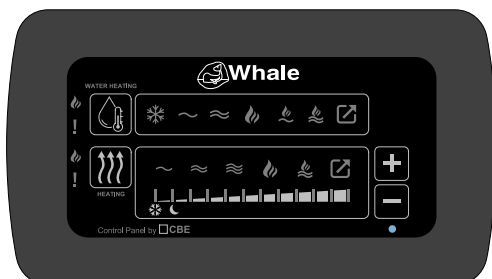 Whale
WATER HEATING
!
!
HEATING
+
−
Control Panel by CBE